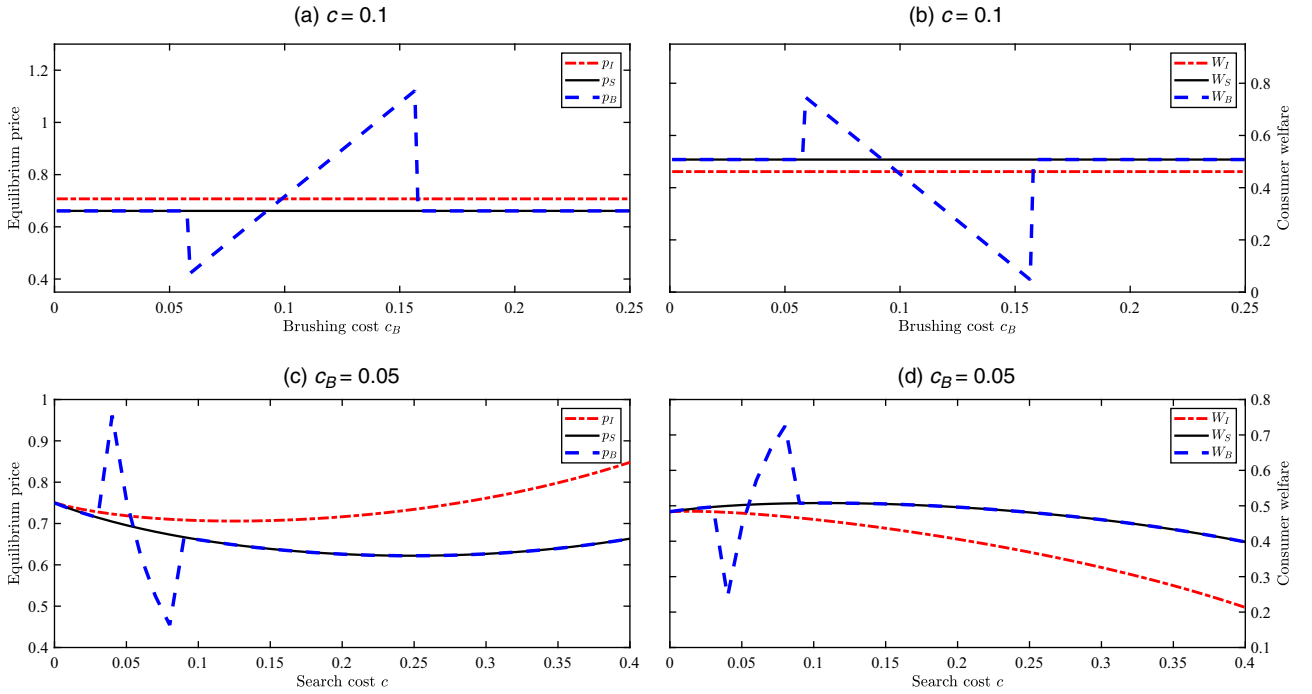 (a) c = 0.1
(b) c = 0.1
Equilibrium price
1.2
1
0.8
0.6
0.4
p_I
p_S
p_B
0 0.05 0.1 0.15 0.2 0.25
Brushing cost c_B
W_I
W_S
W_B
0.8
0.6
0.4
0.2
0
Consumer welfare
0 0.05 0.1 0.15 0.2 0.25
Brushing cost c_B
(c) c_B = 0.05
(d) c_B = 0.05
Equilibrium price
1
0.9
0.8
0.7
0.6
0.5
0.4
p_I
p_S
p_B
0 0.05 0.1 0.15 0.2 0.25 0.3 0.35 0.4
Search cost c
W_I
W_S
W_B
0.8
0.7
0.6
0.5
0.4
0.3
0.2
0.1
Consumer welfare
0 0.05 0.1 0.15 0.2 0.25 0.3 0.35 0.4
Search cost c